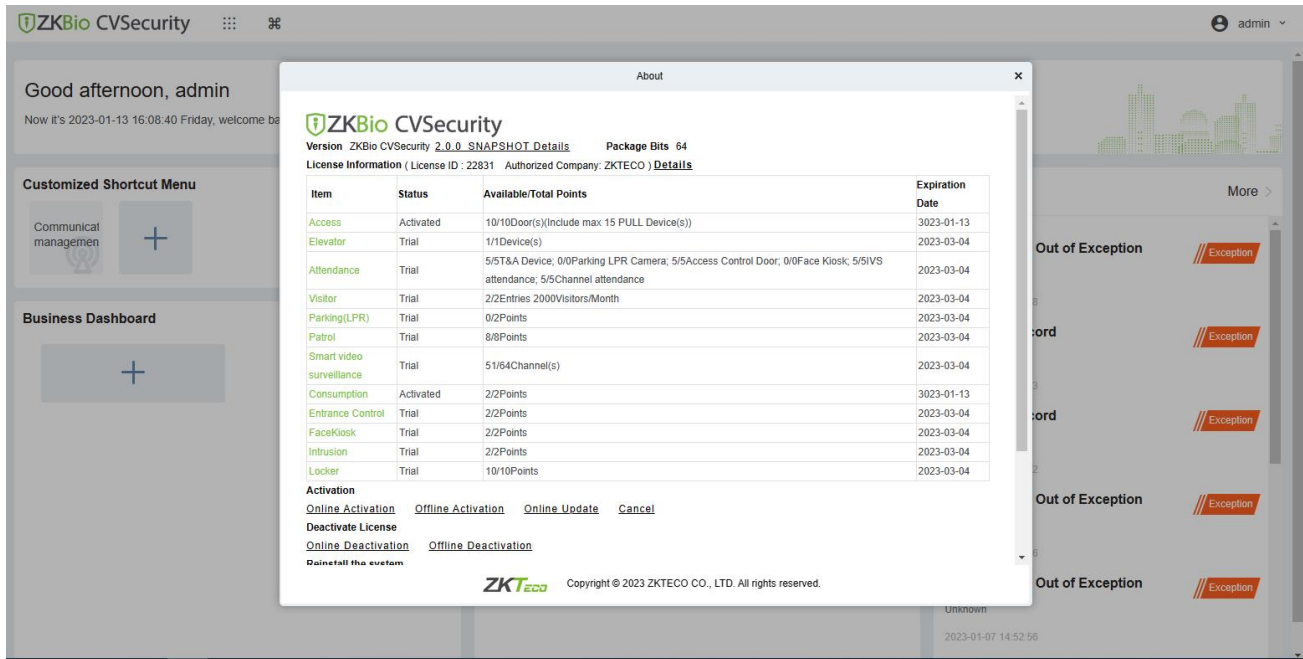 ZKBio CVSecurity
admin
Good afternoon, admin
Now it's 2023-01-13 16:08:40 Friday, welcome ba
Customized Shortcut Menu
Communicat
managemen
Business Dashboard
About
ZKBio CVSecurity
Version ZKBio CVSecurity 2.0.0_SNAPSHOT Details Package Bits 64
License Information ( License ID : 22831 Authorized Company: ZKTECO ) Details
Item Status Available/Total Points Expiration Date
Access Activated 10/10Door(s)(Include max 15 PULL Device(s)) 3023-01-13
Elevator Trial 1/1Device(s) 2023-03-04
Attendance Trial 5/5T&A Device; 0/0Parking LPR Camera; 5/5Access Control Door; 0/0Face Kiosk; 5/5IVS attendance; 5/5Channel attendance 2023-03-04
Visitor Trial 2/2Entries 2000Visitors/Month 2023-03-04
Parking(LPR) Trial 0/2Points 2023-03-04
Patrol Trial 8/8Points 2023-03-04
Smart video surveillance Trial 51/64Channel(s) 2023-03-04
Consumption Activated 2/2Points 3023-01-13
Entrance Control Trial 2/2Points 2023-03-04
FaceKiosk Trial 2/2Points 2023-03-04
Intrusion Trial 2/2Points 2023-03-04
Locker Trial 10/10Points 2023-03-04
Activation
Online Activation Offline Activation Online Update Cancel
Deactivate License
Online Deactivation Offline Deactivation
Reinstall the system
ZKTeco Copyright © 2023 ZKTECO CO., LTD. All rights reserved.
More
Out of Exception Exception
8
cord Exception
3
cord Exception
2
Out of Exception Exception
6
Out of Exception Exception
Unknown
2023-01-07 14:52:56